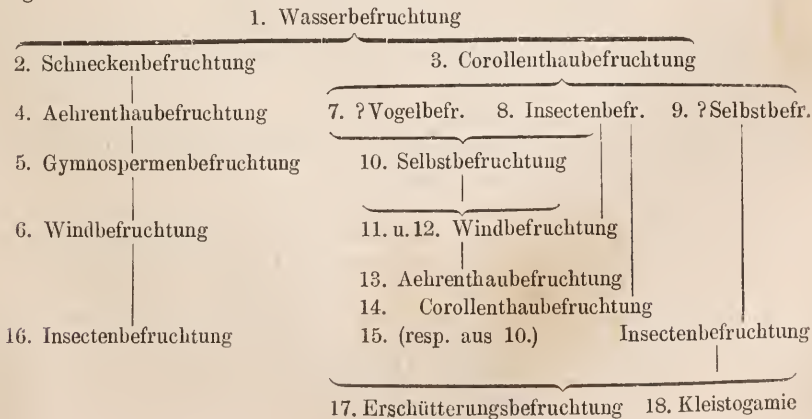 1. Wasserbefruchtung
2. Schneckenbefruchtung 3. Corollenthaubefruchtung
4. Aehrenthaubefruchtung 7. ?Vogelbefr. 8. Insectenbefr. 9. ?Selbstbefr.
5. Gymnospermenbefruchtung 10. Selbstbefruchtung
6. Windbefruchtung 11. u. 12. Windbefruchtung
13. Aehrenthaubefruchtung
14. Corollenthaubefruchtung
16. Insectenbefruchtung 15. (resp. aus 10.) Insectenbefruchtung
17. Erschütterungsbefruchtung 18. Kleistogamie